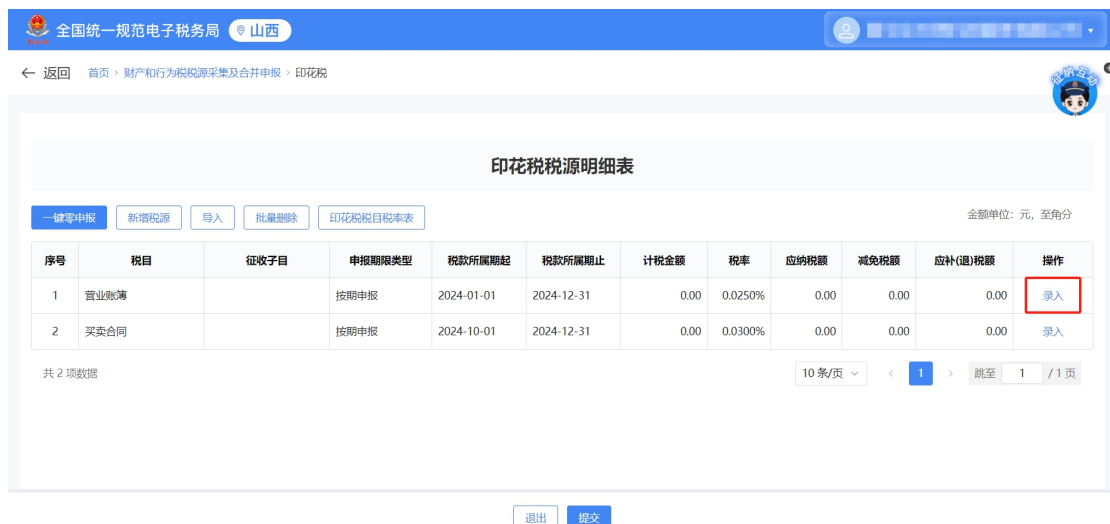 全国统一规范电子税务局 山西
返回 首页 > 财产和行为税税源采集及合并申报 > 印花税
征纳互动
印花税税源明细表
一键零申报 新增税源 导入 批量删除 印花税税目税率表 金额单位：元，至角分
序号 税目 征收子目 申报期限类型 税款所属期起 税款所属期止 计税金额 税率 应纳税额 减免税额 应补(退)税额 操作
1 营业账簿 按期申报 2024-01-01 2024-12-31 0.00 0.0250% 0.00 0.00 0.00 录入
2 买卖合同 按期申报 2024-10-01 2024-12-31 0.00 0.0300% 0.00 0.00 0.00 录入
共 2 项数据 10 条/页 < 1 > 跳至 1 / 1 页
退出 提交